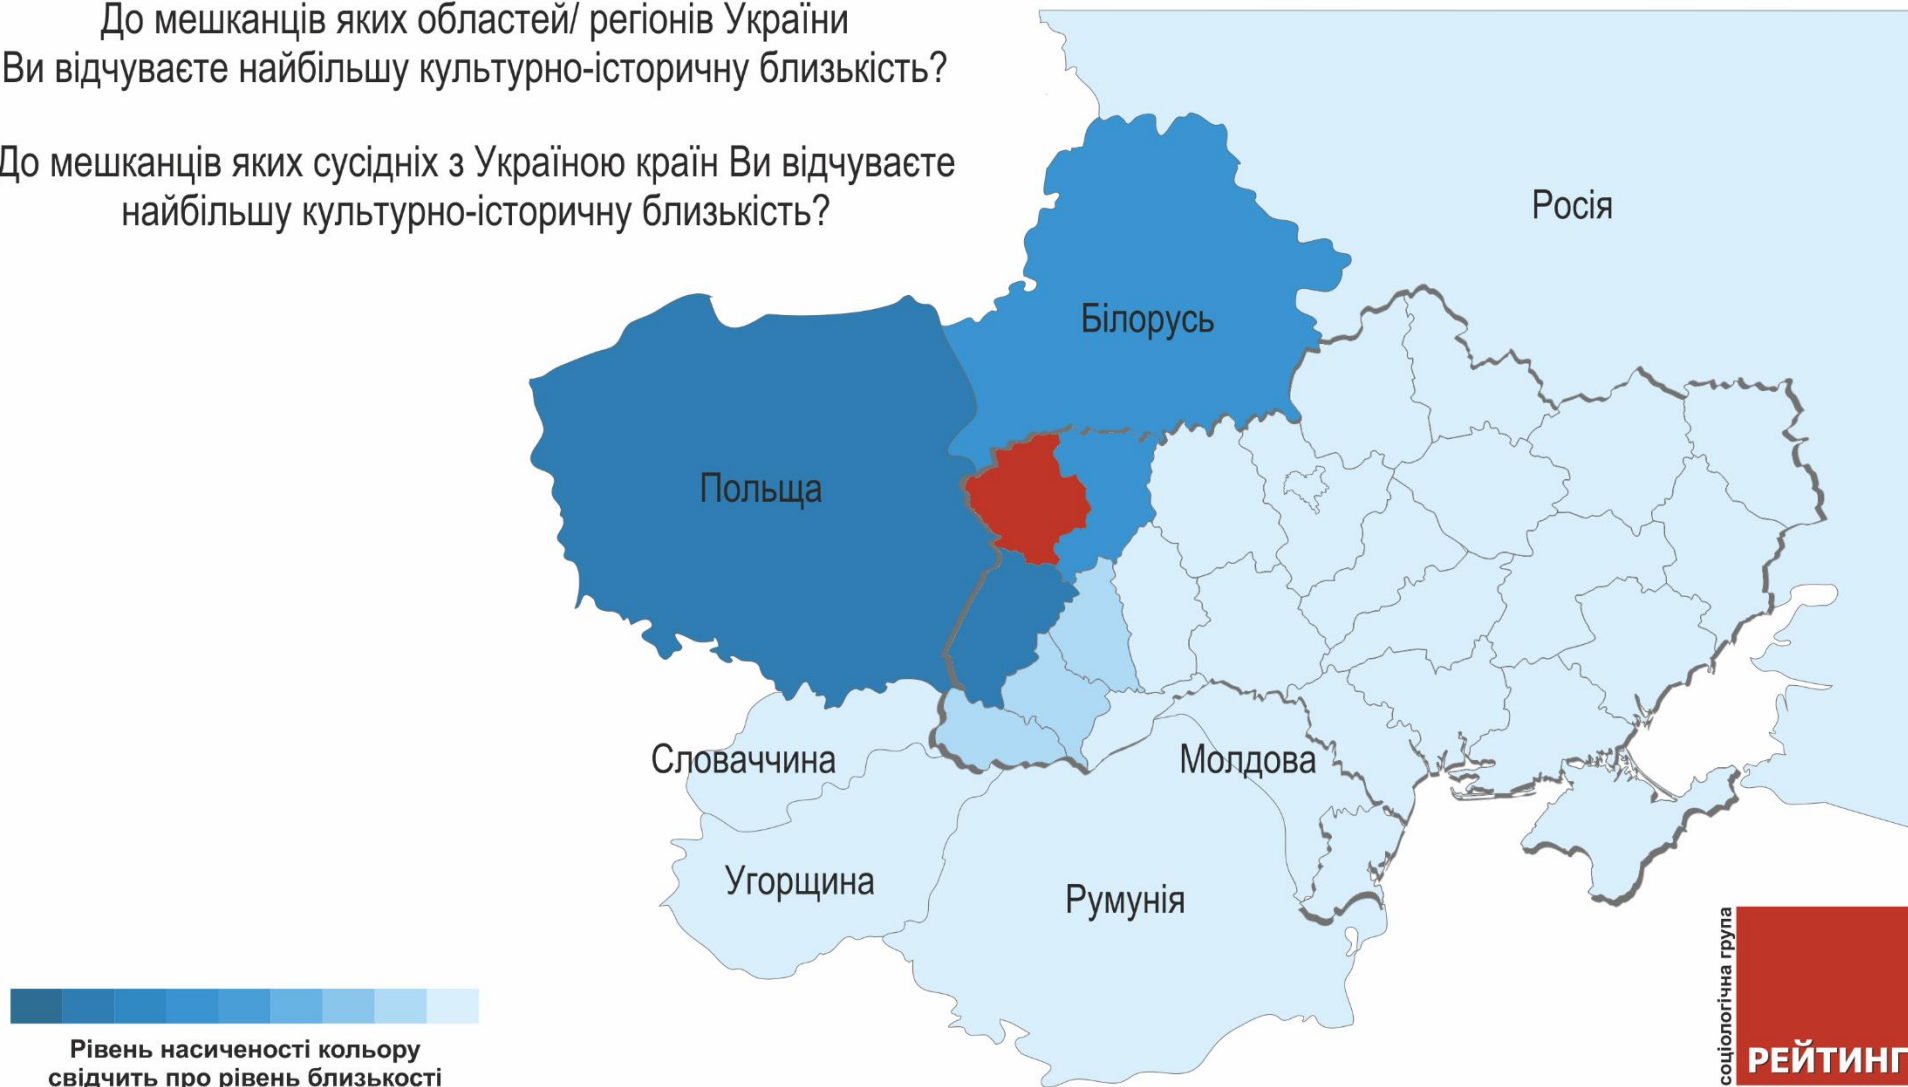 До мешканців яких областей/ регіонів України
Ви відчуваєте найбільшу культурно-історичну близькість?
До мешканців яких сусідніх з Україною країн Ви відчуваєте
найбільшу культурно-історичну близькість?
Росія
Білорусь
Польща
Словаччина
Молдова
Угорщина
Румунія
Рівень насиченості кольору
свідчить про рівень близькості
соціологічна група
РЕЙТИНГ